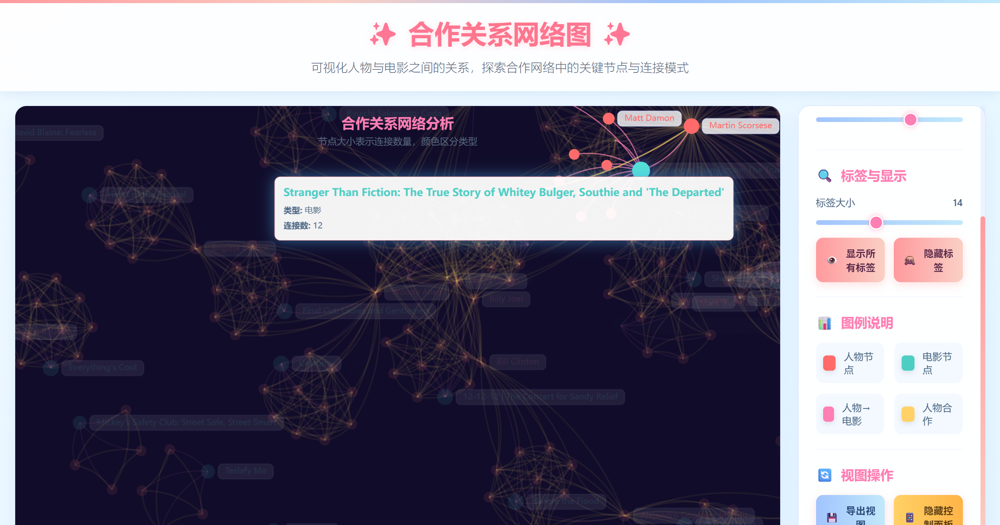 合作关系网络图
可视化人物与电影之间的关系，探索合作网络中的关键节点与连接模式
Ryuichi Sakamoto: Coda
合作关系网络分析
节点大小表示连接数量，颜色区分类型
David Blaine: Fearless
Matt Damon
Martin Scorsese
Stranger Than Fiction: The True
Stranger Than Fiction: The True Story of Whitey Bulger, Southie and 'The Departed'
类型: 电影
连接数: 12
Heart of the Festival
Brigitte Bardot
Woody Allen
Billy Joel
Final Cut: Ladies and Gentlemen
Ben Kingsley
Mark Ruffalo
Everything's Cool
Celebrity
Bill Clinton
12-12-12 | The Concert for Sandy Relief
Mickey's Safety Club: Street Safe, Street Smart
Teslafy Me
Before the Flood
Alejandro González Iñárritu
标签与显示
标签大小
14
显示所
有标签
隐藏标
签
图例说明
人物节
点
电影节
点
人物→
电影
人物合
作
视图操作
导出视
图
隐藏控
制面板